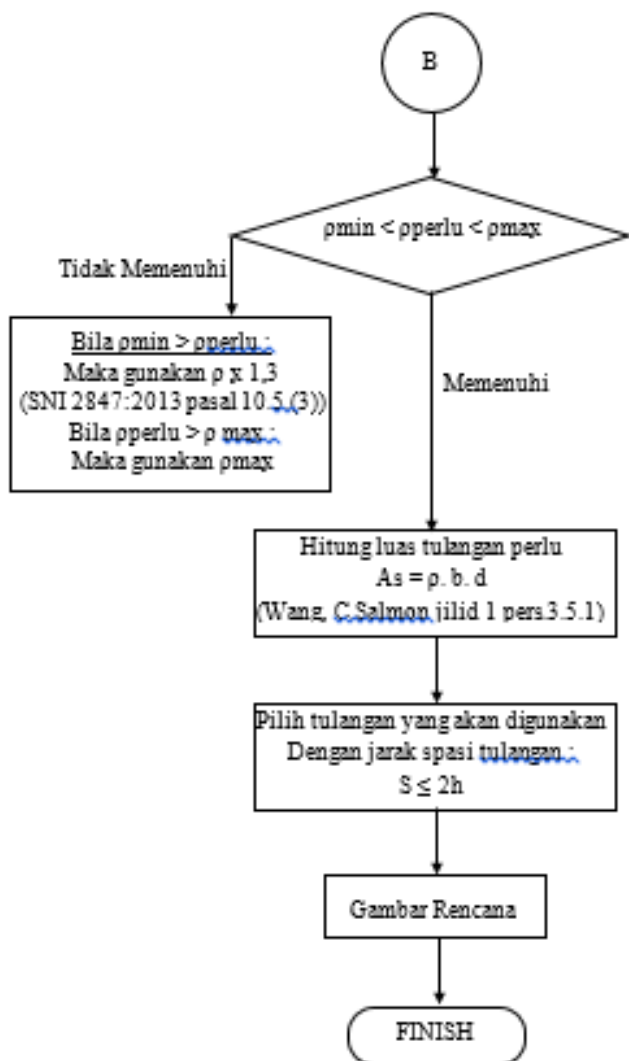 B
ρmin < ρperlu < ρmax
Tidak Memenuhi
Bila ρmin > ρperlu :
Maka gunakan ρ x 1,3
(SNI 2847:2013 pasal 10.5.(3))
Bila ρperlu > ρ max :
Maka gunakan ρmax
Memenuhi
Hitung luas tulangan perlu
As = ρ. b. d
(Wang, C.Salmon jilid 1 pers.3.5.1)
Pilih tulangan yang akan digunakan
Dengan jarak spasi tulangan :
S ≤ 2h
Gambar Rencana
FINISH